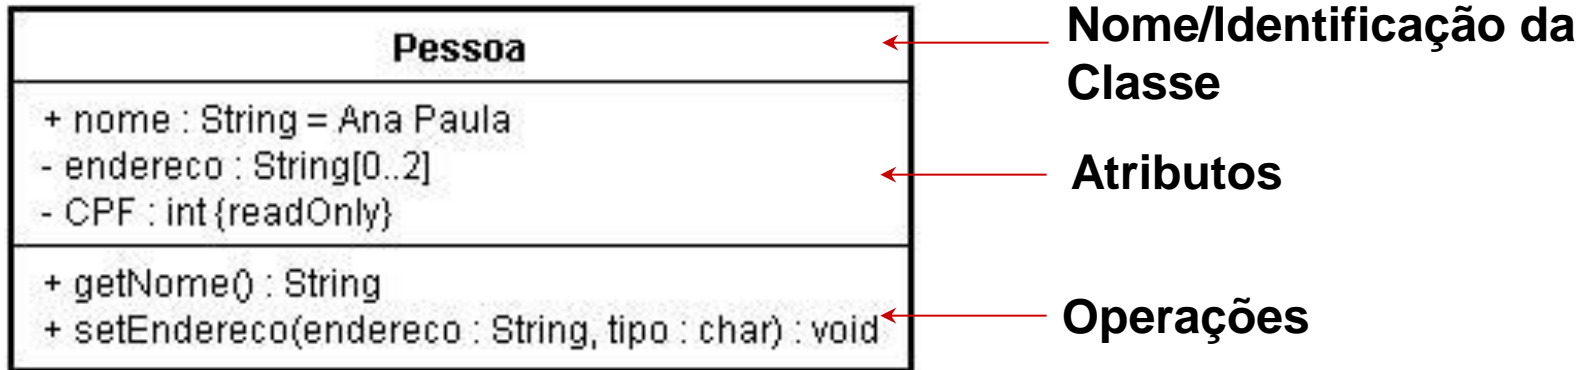 Pessoa
+ nome : String = Ana Paula
- endereco : String[0..2]
- CPF : int {readOnly}
+ getNome() : String
+ setEndereco(endereco : String, tipo : char) : void
Nome/Identificação da
Classe
Atributos
Operações